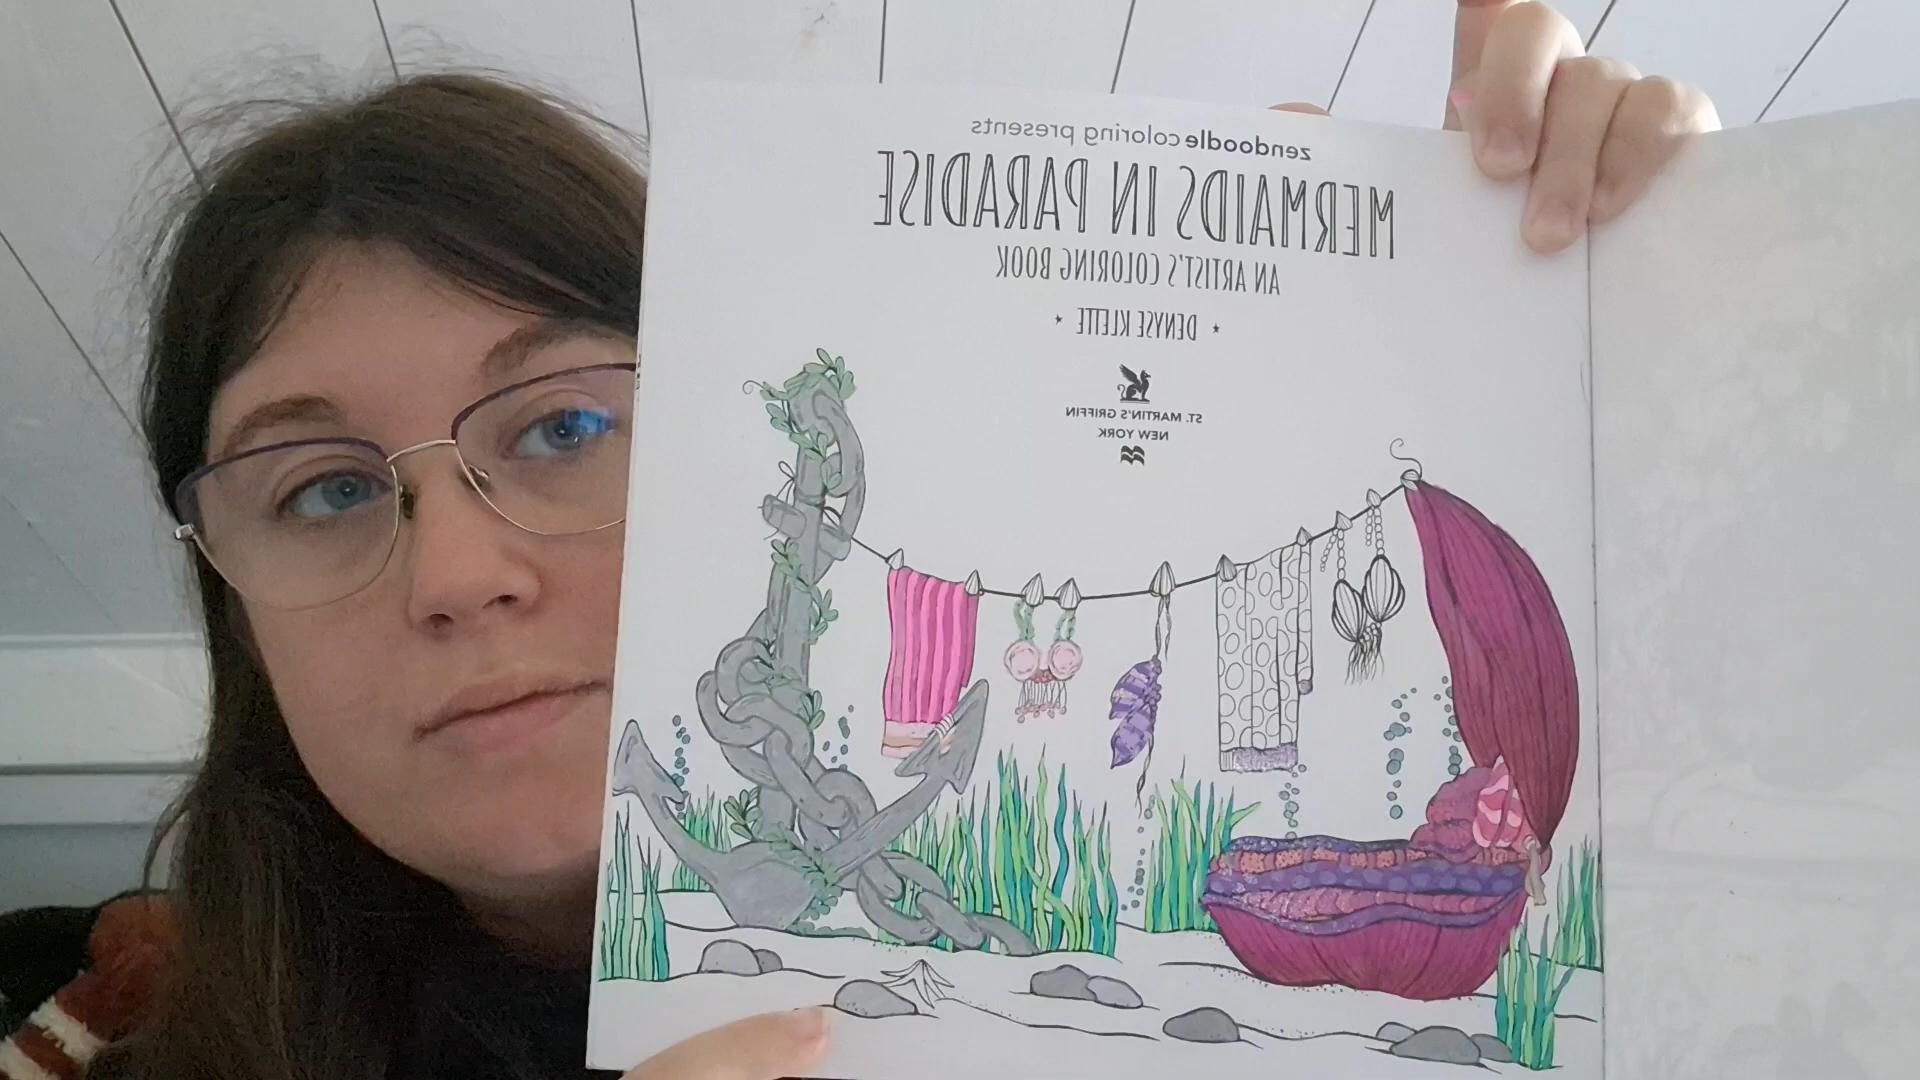 zendoodle coloring presents
MERMAIDS IN PARADISE
AN ARTIST'S COLORING BOOK
* DENYSE KLETTE *
ST. MARTIN'S GRIFFIN
NEW YORK